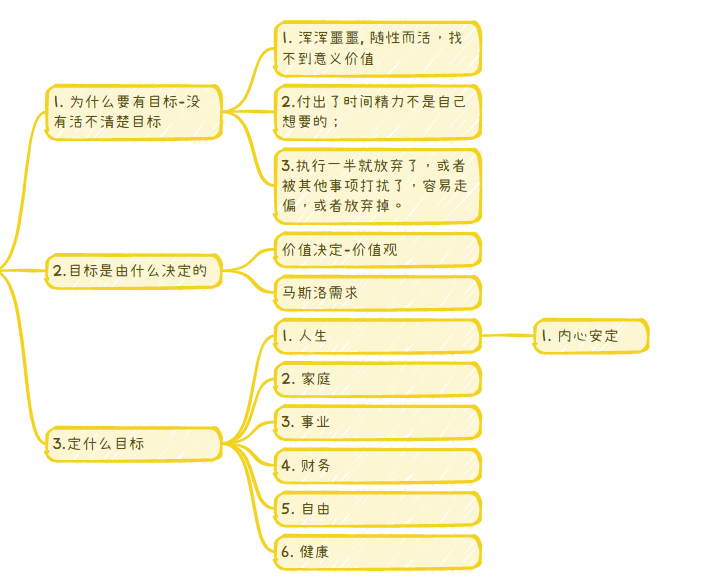 1. 为什么要有目标-没
有活不清楚目标
1. 浑浑噩噩, 随性而活，找
不到意义价值
2.付出了时间精力不是自己
想要的；
3.执行一半就放弃了，或者
被其他事项打扰了，容易走
偏，或者放弃掉。
2.目标是由什么决定的
价值决定-价值观
马斯洛需求
3.定什么目标
1. 人生
1. 内心安定
2. 家庭
3. 事业
4. 财务
5. 自由
6. 健康